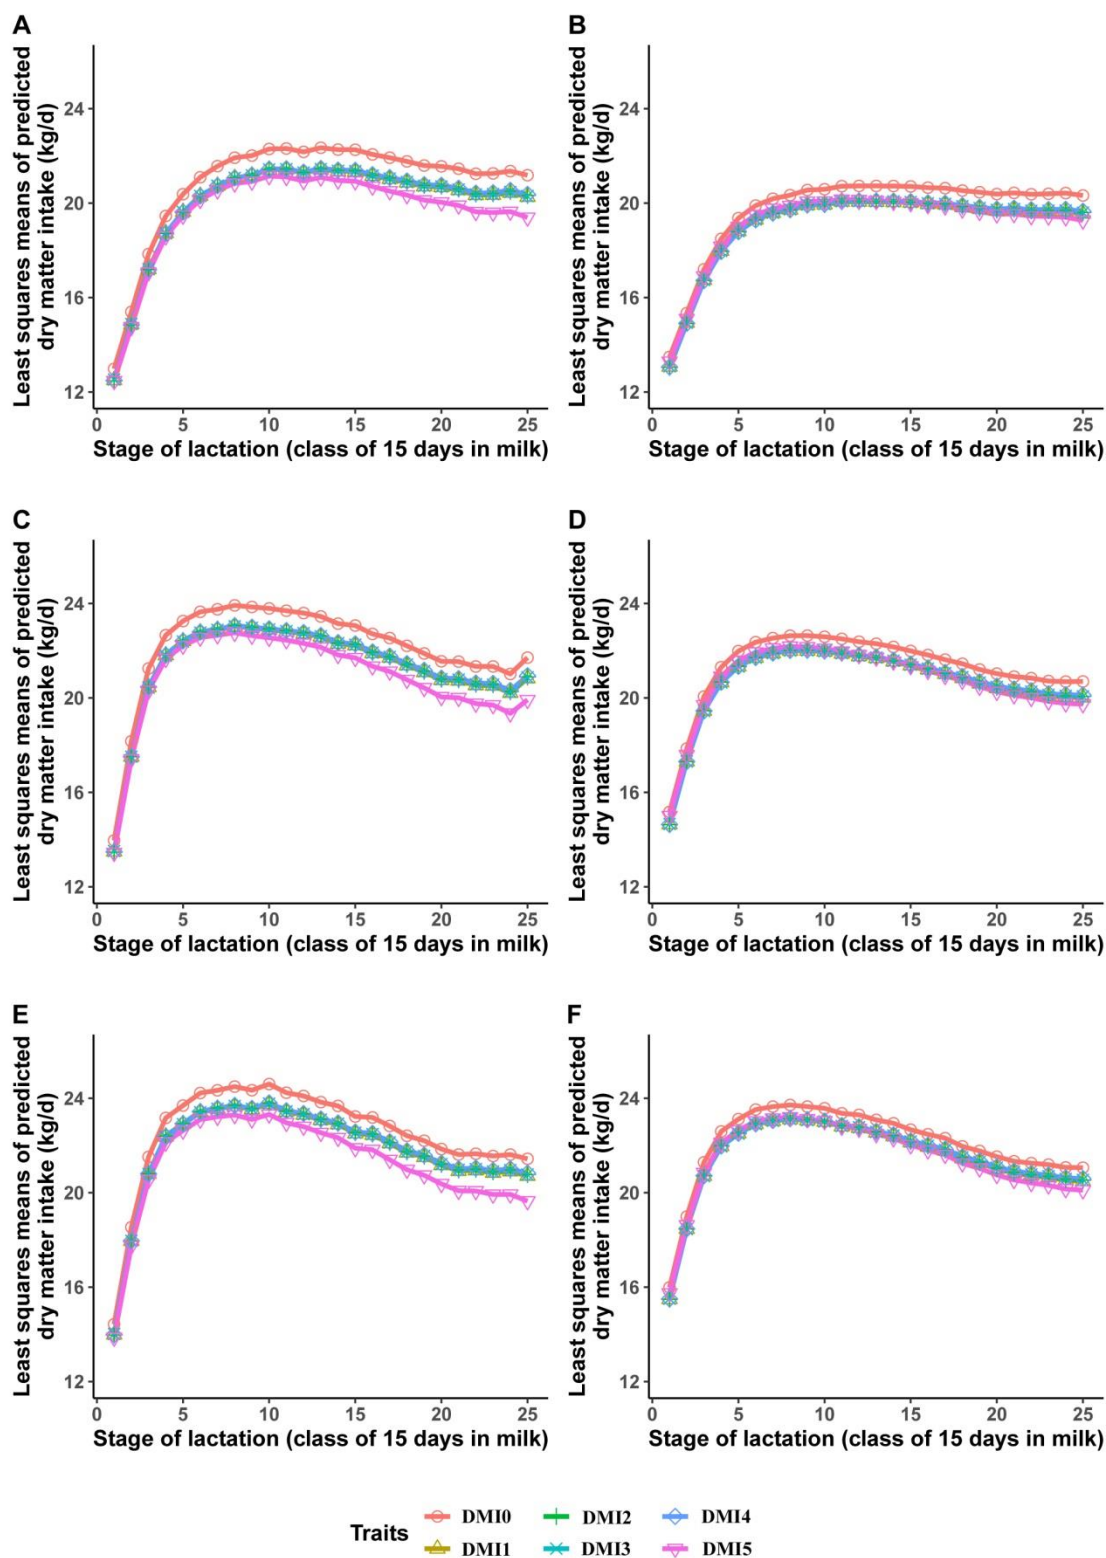 A
B
Least squares means of predicted
dry matter intake (kg/d)
24
20
16
12
0 5 10 15 20 25
Stage of lactation (class of 15 days in milk)
Least squares means of predicted
dry matter intake (kg/d)
24
20
16
12
0 5 10 15 20 25
Stage of lactation (class of 15 days in milk)
C
D
Least squares means of predicted
dry matter intake (kg/d)
24
20
16
12
0 5 10 15 20 25
Stage of lactation (class of 15 days in milk)
Least squares means of predicted
dry matter intake (kg/d)
24
20
16
12
0 5 10 15 20 25
Stage of lactation (class of 15 days in milk)
E
F
Least squares means of predicted
dry matter intake (kg/d)
24
20
16
12
0 5 10 15 20 25
Stage of lactation (class of 15 days in milk)
Least squares means of predicted
dry matter intake (kg/d)
24
20
16
12
0 5 10 15 20 25
Stage of lactation (class of 15 days in milk)
Traits
DMI0 DMI2 DMI4
DMI1 DMI3 DMI5